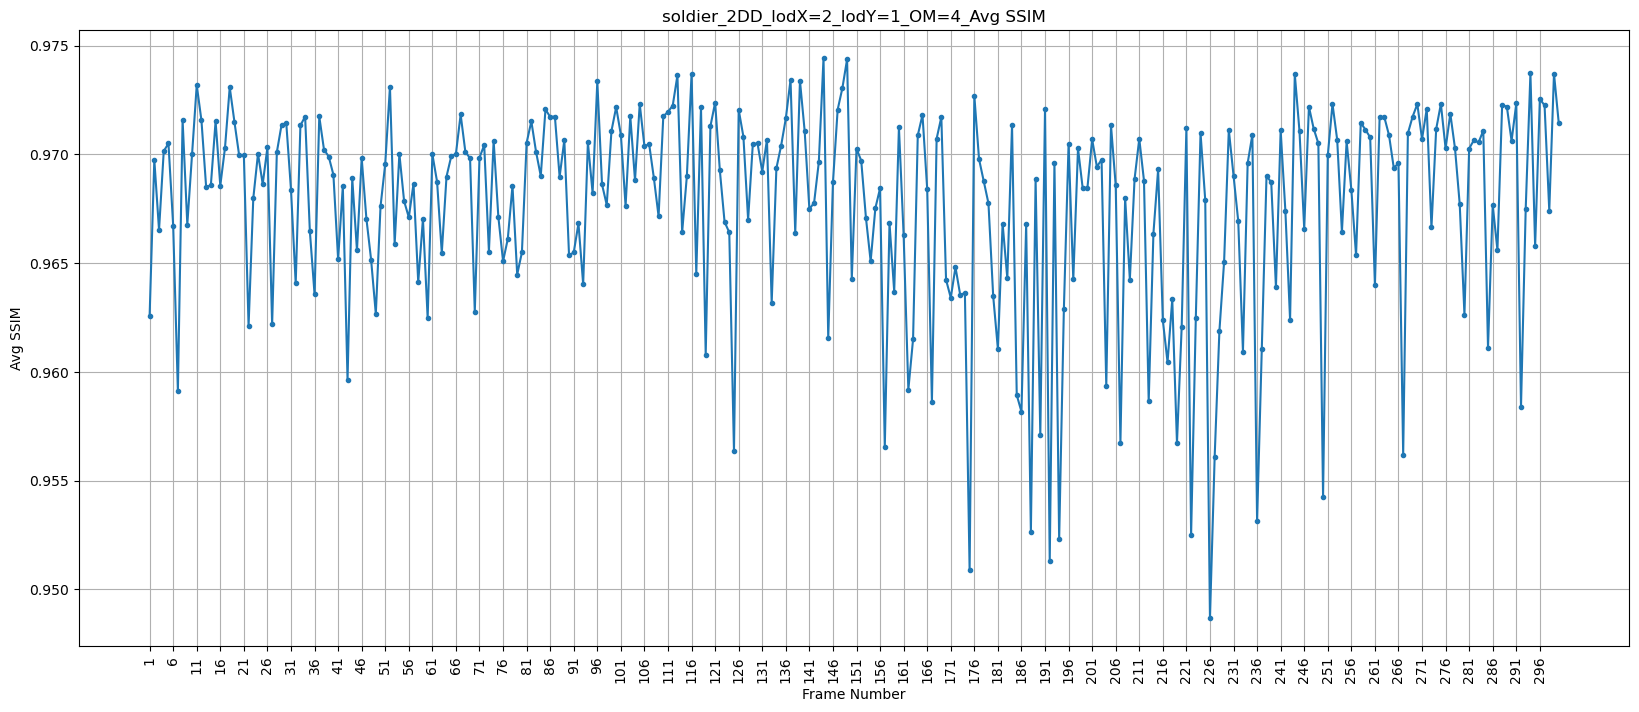 soldier_2DD_lodX=2_lodY=1_OM=4_Avg SSIM
0.975
0.970
0.965
0.960
0.955
0.950
Avg SSIM
1 6 11 16 21 26 31 36 41 46 51 56 61 66 71 76 81 86 91 96 101 106 111 116 121 126 131 136 141 146 151 156 161 166 171 176 181 186 191 196 201 206 211 216 221 226 231 236 241 246 251 256 261 266 271 276 281 286 291 296
Frame Number